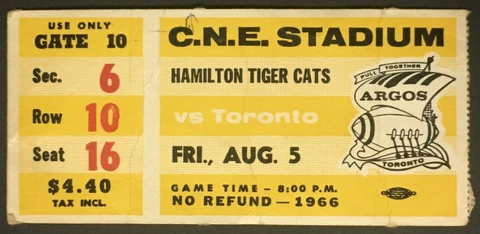 USE ONLY
GATE 10
Sec. 6
Row 10
Seat 16
$4.40
TAX INCL.
C.N.E. STADIUM
HAMILTON TIGER CATS
vs Toronto
FRI., AUG. 5
GAME TIME - 8:00 P.M.
NO REFUND - 1966
PULL TOGETHER
ARGOS
TORONTO